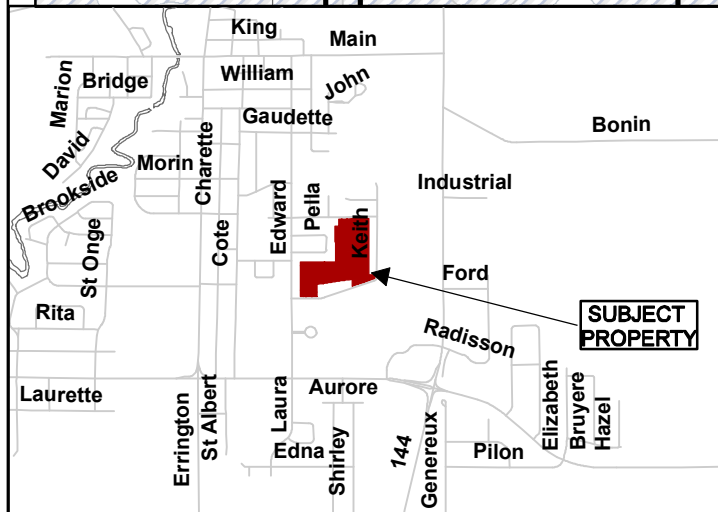 King
Main
Marion
Bridge
William
John
Gaudette
Bonin
David
Morin
Charette
Brookside
Industrial
Edward
Pella
Keith
Cote
St Onge
Ford
Rita
SUBJECT
PROPERTY
Radisson
Laurette
Errington
St Albert
Laura
Aurore
Edna
Shirley
144
Genereux
Pilon
Elizabeth
Bruyere
Hazel